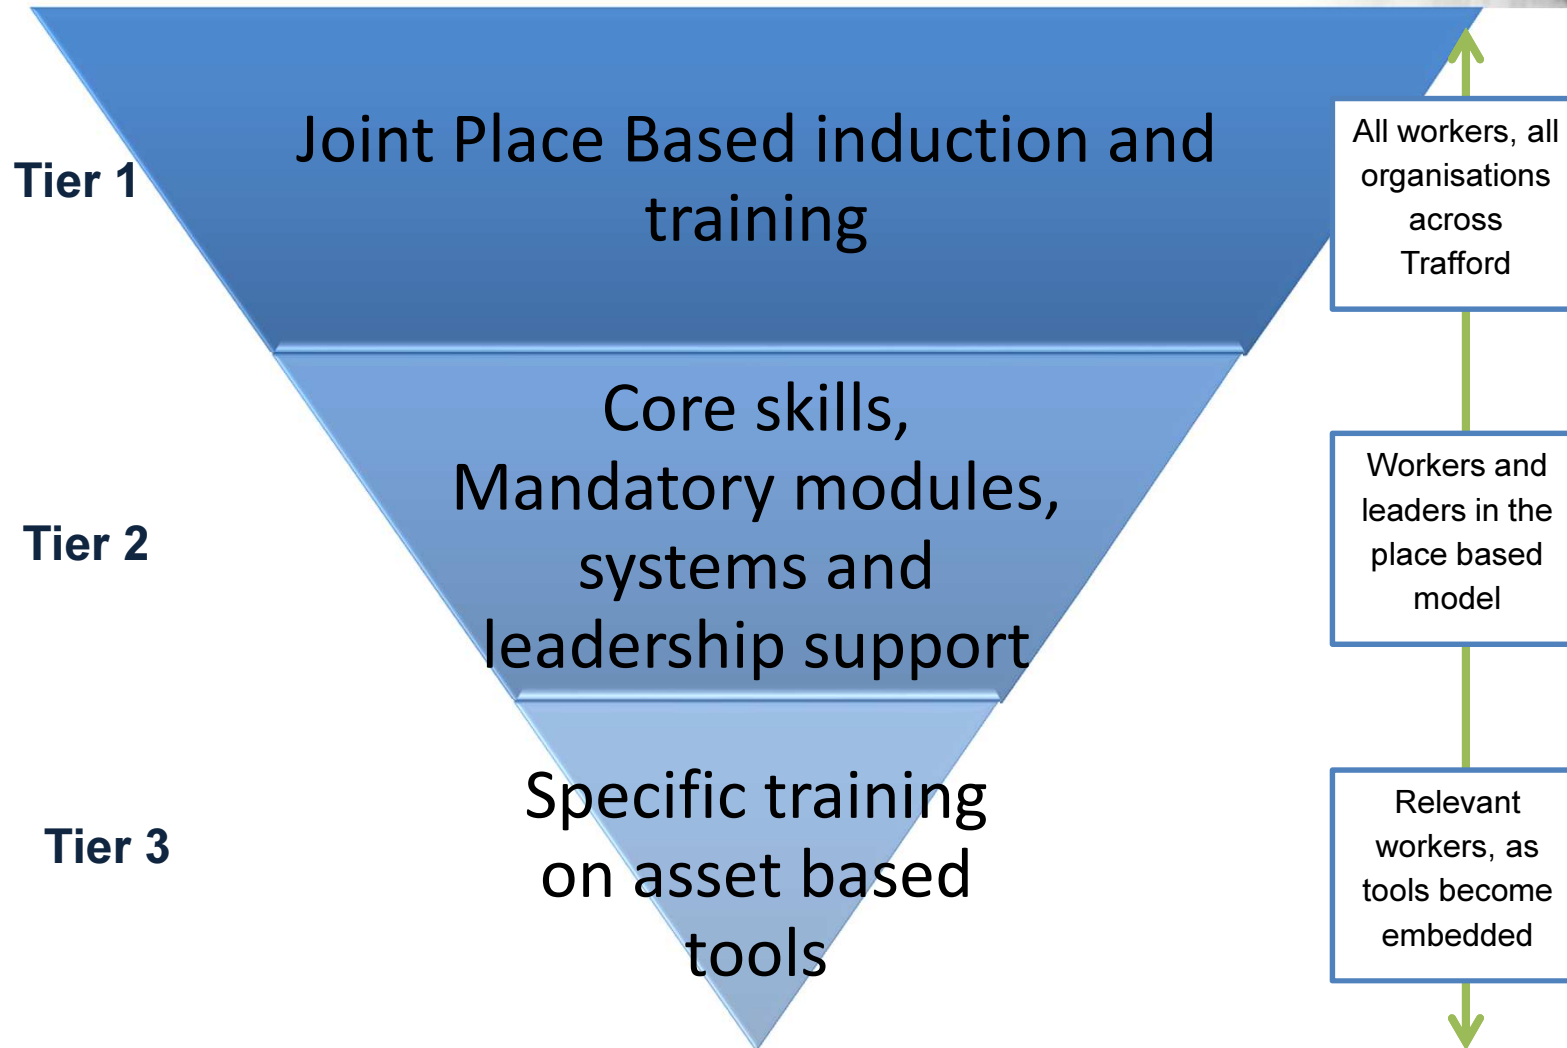 Tier 1
Joint Place Based induction and
training
All workers, all
organisations
across
Trafford
Tier 2
Core skills,
Mandatory modules,
systems and
leadership support
Workers and
leaders in the
place based
model
Tier 3
Specific training
on asset based
tools
Relevant
workers, as
tools become
embedded